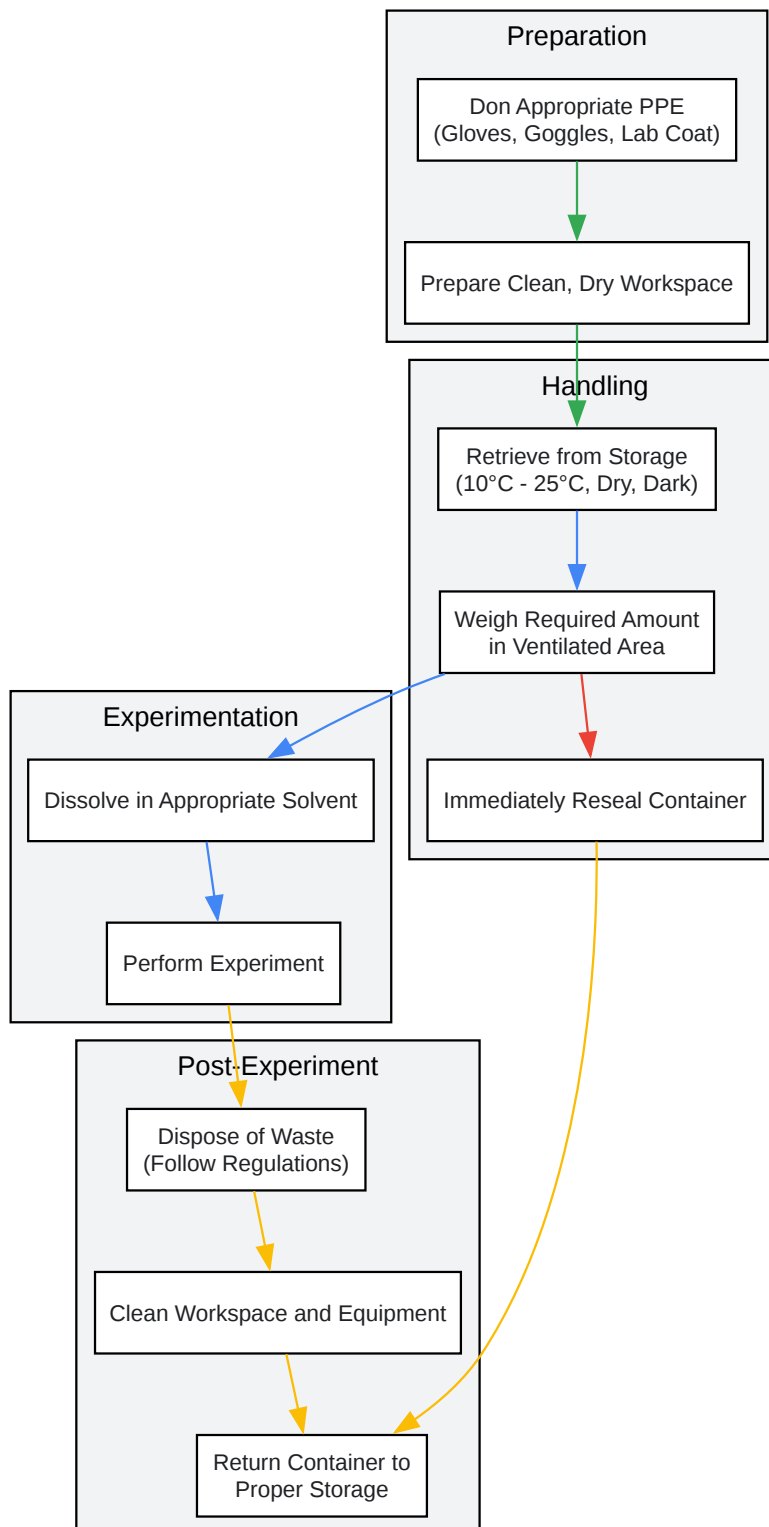 Preparation
Don Appropriate PPE
(Gloves, Goggles, Lab Coat)
Prepare Clean, Dry Workspace
Handling
Retrieve from Storage
(10°C - 25°C, Dry, Dark)
Weigh Required Amount
in Ventilated Area
Experimentation
Dissolve in Appropriate Solvent
Immediately Reseal Container
Perform Experiment
Post-Experiment
Dispose of Waste
(Follow Regulations)
Clean Workspace and Equipment
Return Container to
Proper Storage